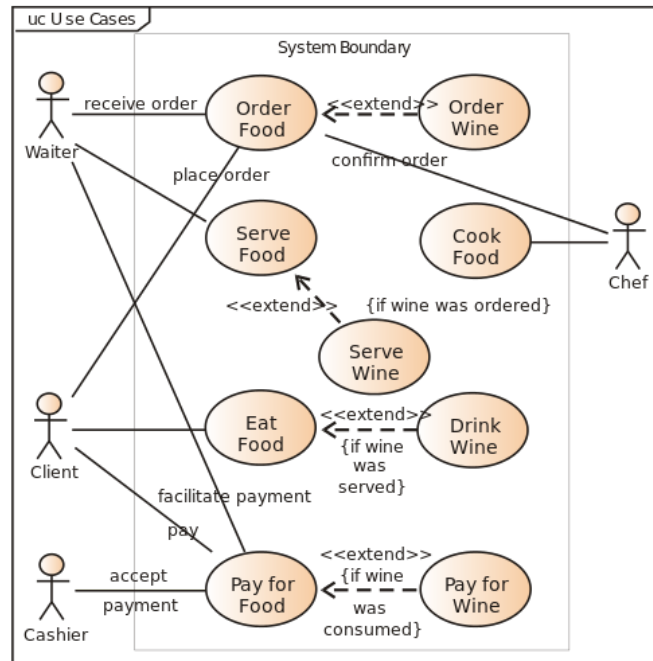 uc Use Cases
System Boundary
receive order
Order
Food
<<extend>>
Order
Wine
Waiter
place order
confirm order
Serve
Food
Cook
Food
Chef
<<extend>>
{if wine was ordered}
Serve
Wine
Client
Eat
Food
<<extend>>
{if wine
was
served}
Drink
Wine
facilitate payment
pay
Cashier
accept
payment
Pay for
Food
<<extend>>
{if wine
was
consumed}
Pay for
Wine